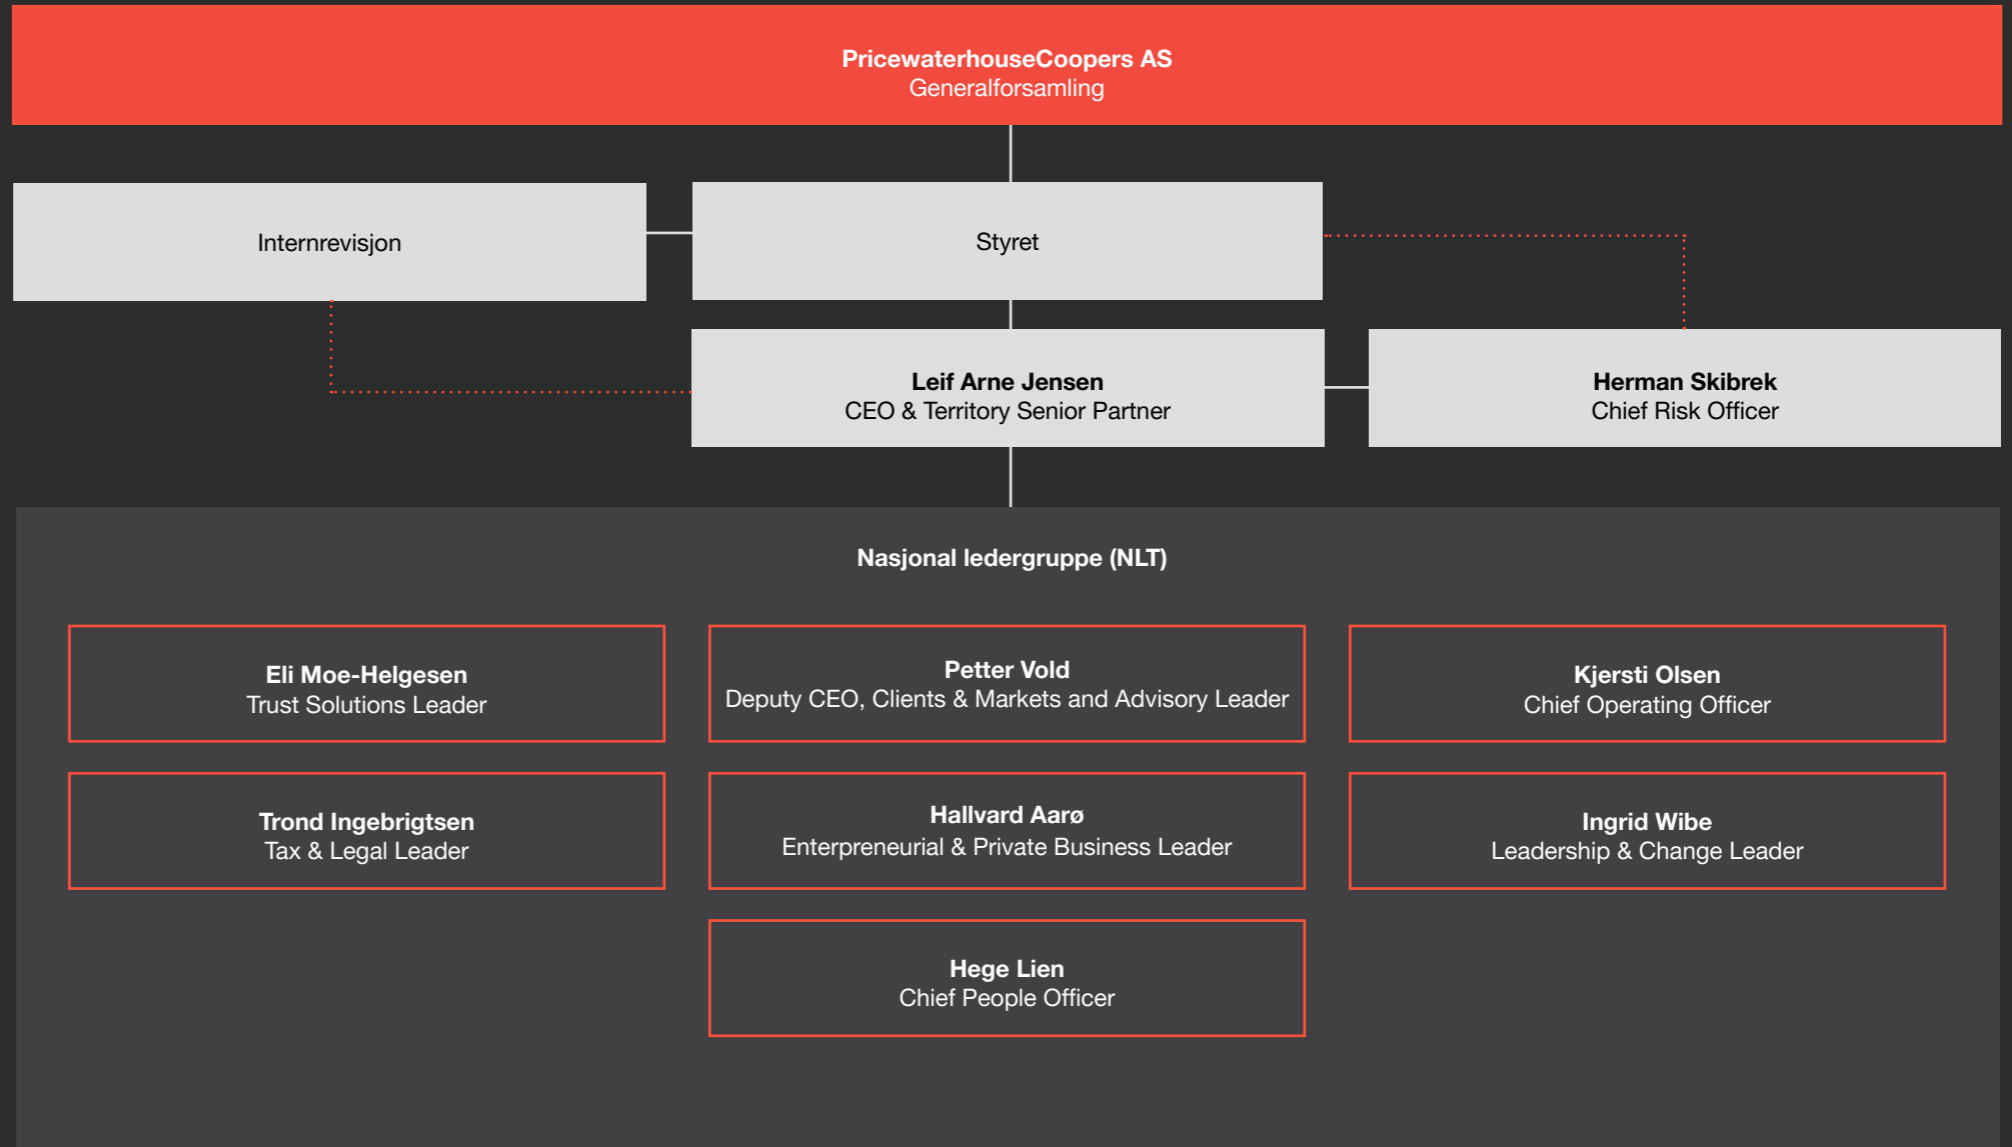 PricewaterhouseCoopers AS
Generalforsamling
Internrevisjon
Styret
Leif Arne Jensen
CEO & Territory Senior Partner
Herman Skibrek
Chief Risk Officer
Nasjonal ledergruppe (NLT)
Eli Moe-Helgesen
Trust Solutions Leader
Petter Vold
Deputy CEO, Clients & Markets and Advisory Leader
Kjersti Olsen
Chief Operating Officer
Trond Ingebrigtsen
Tax & Legal Leader
Hallvard Aarø
Enterpreneurial & Private Business Leader
Ingrid Wibe
Leadership & Change Leader
Hege Lien
Chief People Officer